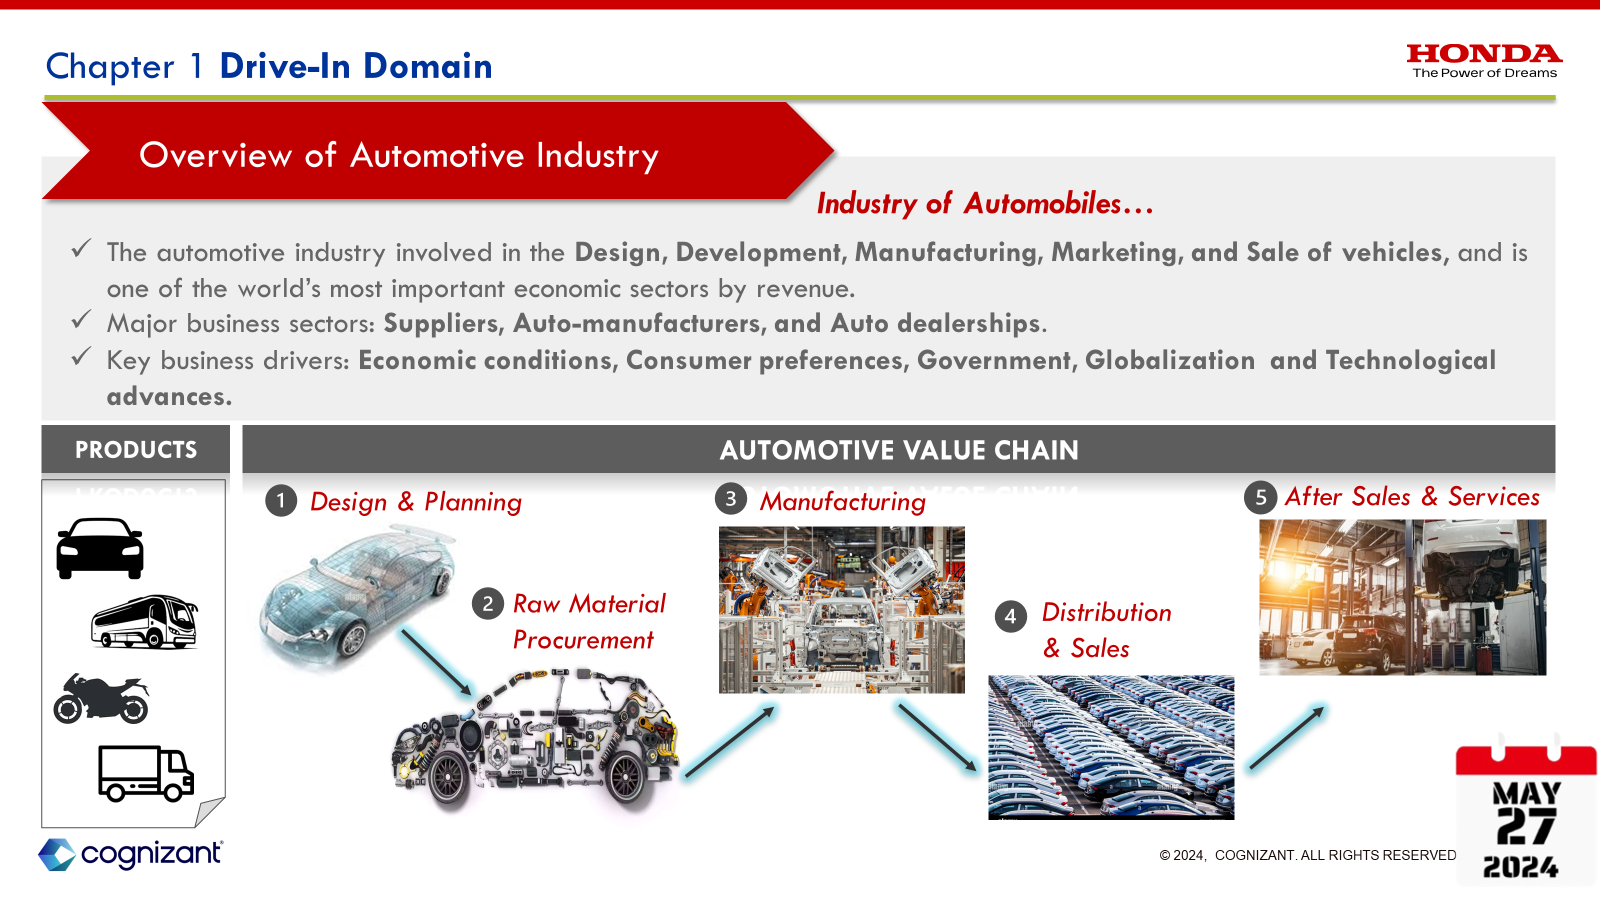 Chapter 1 Drive-In Domain
HONDA
The Power of Dreams
Overview of Automotive Industry
Industry of Automobiles...
✓ The automotive industry involved in the Design, Development, Manufacturing, Marketing, and Sale of vehicles, and is
one of the world's most important economic sectors by revenue.
✓ Major business sectors: Suppliers, Auto-manufacturers, and Auto dealerships.
✓ Key business drivers: Economic conditions, Consumer preferences, Government, Globalization and Technological
advances.
PRODUCTS
AUTOMOTIVE VALUE CHAIN
1 Design & Planning
2 Raw Material
Procurement
3 Manufacturing
4 Distribution
& Sales
5 After Sales & Services
cognizant
© 2024, COGNIZANT. ALL RIGHTS RESERVED
MAY
27
2024